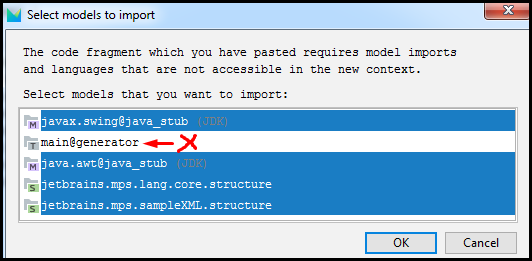 Select models to import
The code fragment which you have pasted requires model imports
and languages that are not accessible in the new context.
Select models that you want to import:
javax.swing@java_stub (JDK)
main@generator
java.awt@java_stub (JDK)
jetbrains.mps.lang.core.structure
jetbrains.mps.sampleXML.structure
OK Cancel